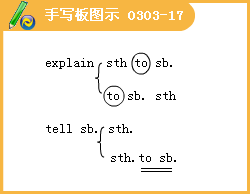 手写板图示 0303-17
explain sth to sb.
to sb. sth
tell sb. sth.
sth. to sb.